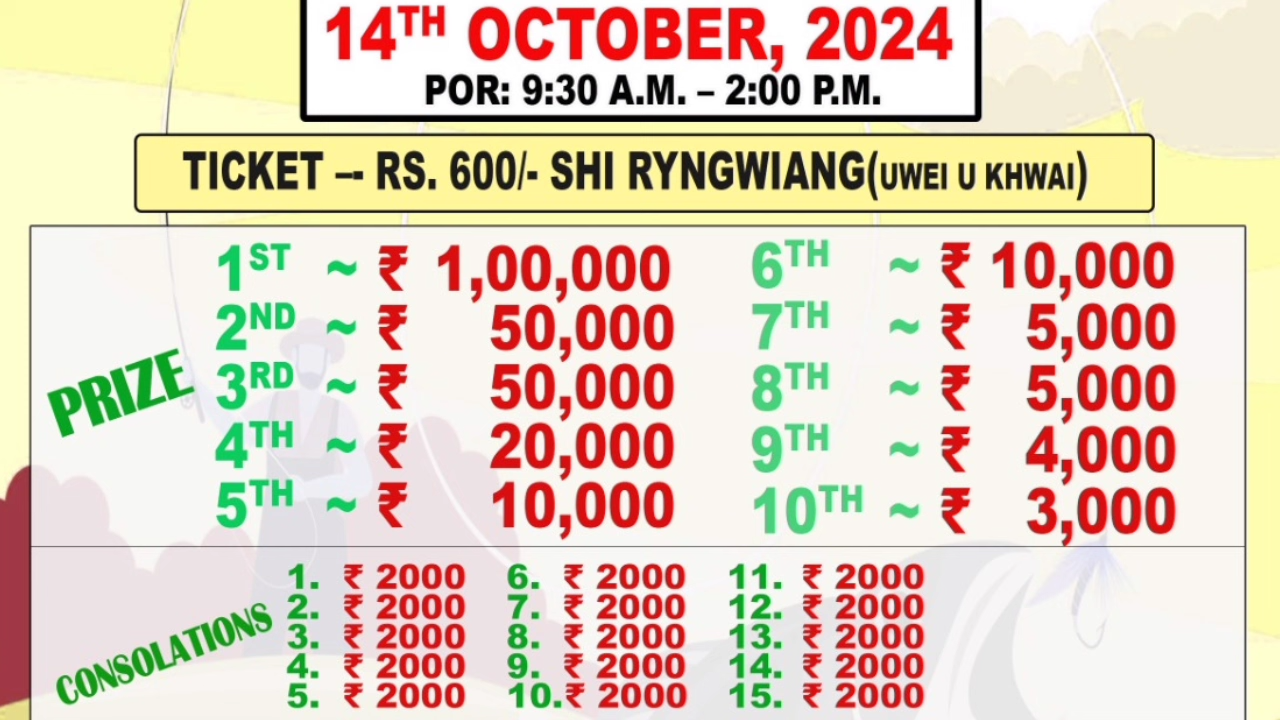 14TH OCTOBER, 2024
POR: 9:30 A.M. – 2:00 P.M.
TICKET –- RS. 600/- SHI RYNGWIANG(UWEI U KHWAI)
PRIZE
1ST ~ ₹ 1,00,000
2ND ~ ₹ 50,000
3RD ~ ₹ 50,000
4TH ~ ₹ 20,000
5TH ~ ₹ 10,000
6TH ~ ₹ 10,000
7TH ~ ₹ 5,000
8TH ~ ₹ 5,000
9TH ~ ₹ 4,000
10TH ~ ₹ 3,000
CONSOLATIONS
1. ₹ 2000
2. ₹ 2000
3. ₹ 2000
4. ₹ 2000
5. ₹ 2000
6. ₹ 2000
7. ₹ 2000
8. ₹ 2000
9. ₹ 2000
10.₹ 2000
11. ₹ 2000
12. ₹ 2000
13. ₹ 2000
14. ₹ 2000
15. ₹ 2000